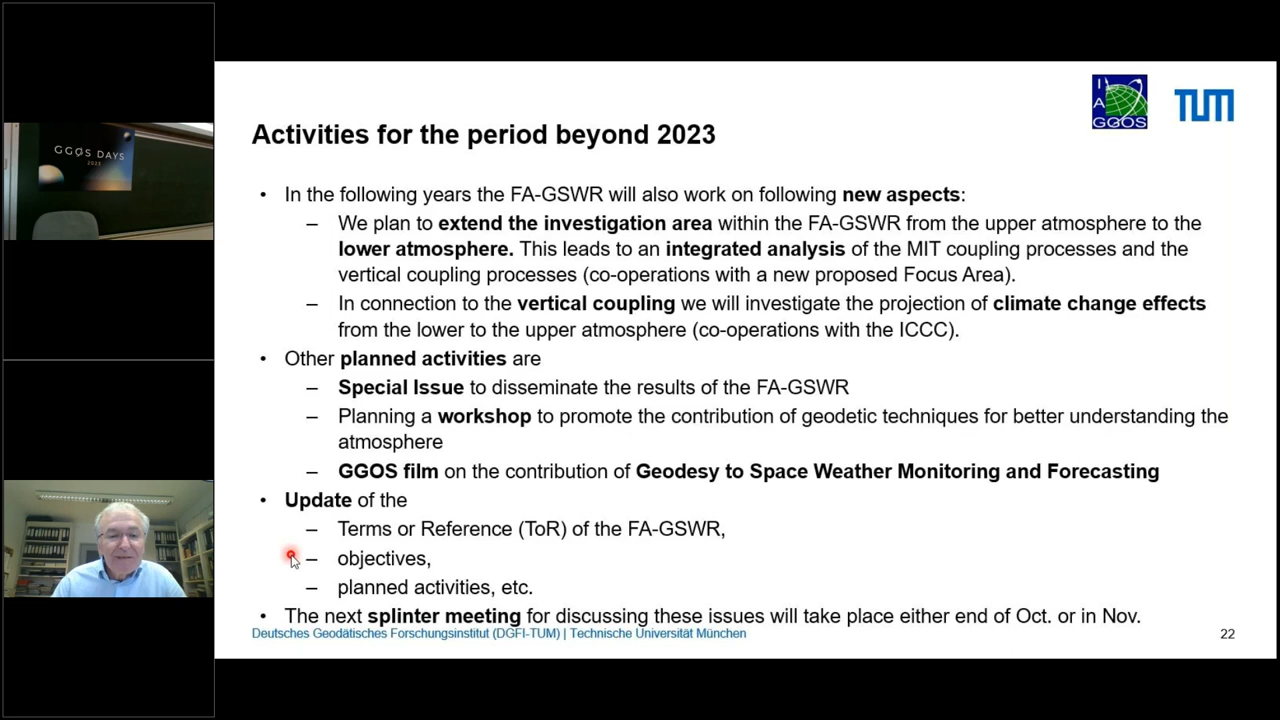 GGOS DAYS
2023
I
A
GGOS
TUM
Activities for the period beyond 2023
• In the following years the FA-GSWR will also work on following new aspects:
– We plan to extend the investigation area within the FA-GSWR from the upper atmosphere to the
lower atmosphere. This leads to an integrated analysis of the MIT coupling processes and the
vertical coupling processes (co-operations with a new proposed Focus Area).
– In connection to the vertical coupling we will investigate the projection of climate change effects
from the lower to the upper atmosphere (co-operations with the ICCC).
• Other planned activities are
– Special Issue to disseminate the results of the FA-GSWR
– Planning a workshop to promote the contribution of geodetic techniques for better understanding the
atmosphere
– GGOS film on the contribution of Geodesy to Space Weather Monitoring and Forecasting
• Update of the
– Terms or Reference (ToR) of the FA-GSWR,
– objectives,
– planned activities, etc.
• The next splinter meeting for discussing these issues will take place either end of Oct. or in Nov.
Deutsches Geodätisches Forschungsinstitut (DGFI-TUM) | Technische Universität München
22